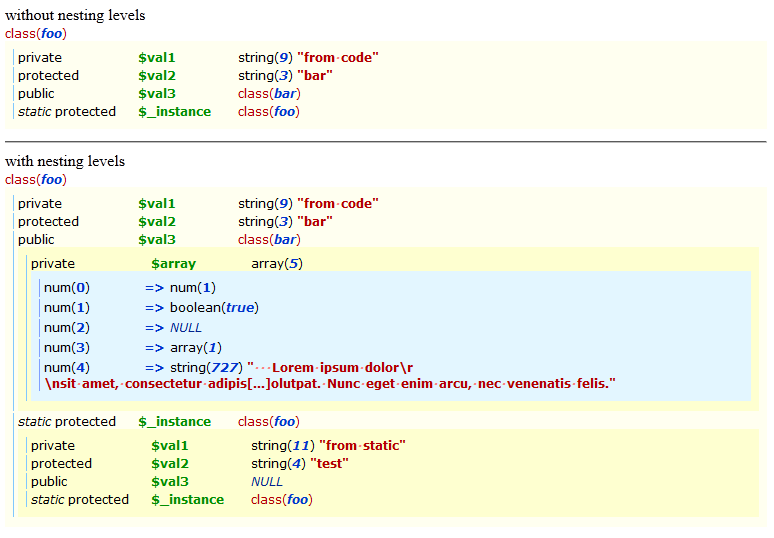 without nesting levels
class(foo)
private $val1 string(9) "from·code"
protected $val2 string(3) "bar"
public $val3 class(bar)
static protected $_instance class(foo)
with nesting levels
class(foo)
private $val1 string(9) "from·code"
protected $val2 string(3) "bar"
public $val3 class(bar)
private $array array(5)
num(0) => num(1)
num(1) => boolean(true)
num(2) => NULL
num(3) => array(1)
num(4) => string(727) "···Lorem·ipsum·dolor\r
\nsit·amet,·consectetur·adipis[...]olutpat.·Nunc·eget·enim·arcu,·nec·venenatis·felis."
static protected $_instance class(foo)
private $val1 string(11) "from·static"
protected $val2 string(4) "test"
public $val3 NULL
static protected $_instance class(foo)